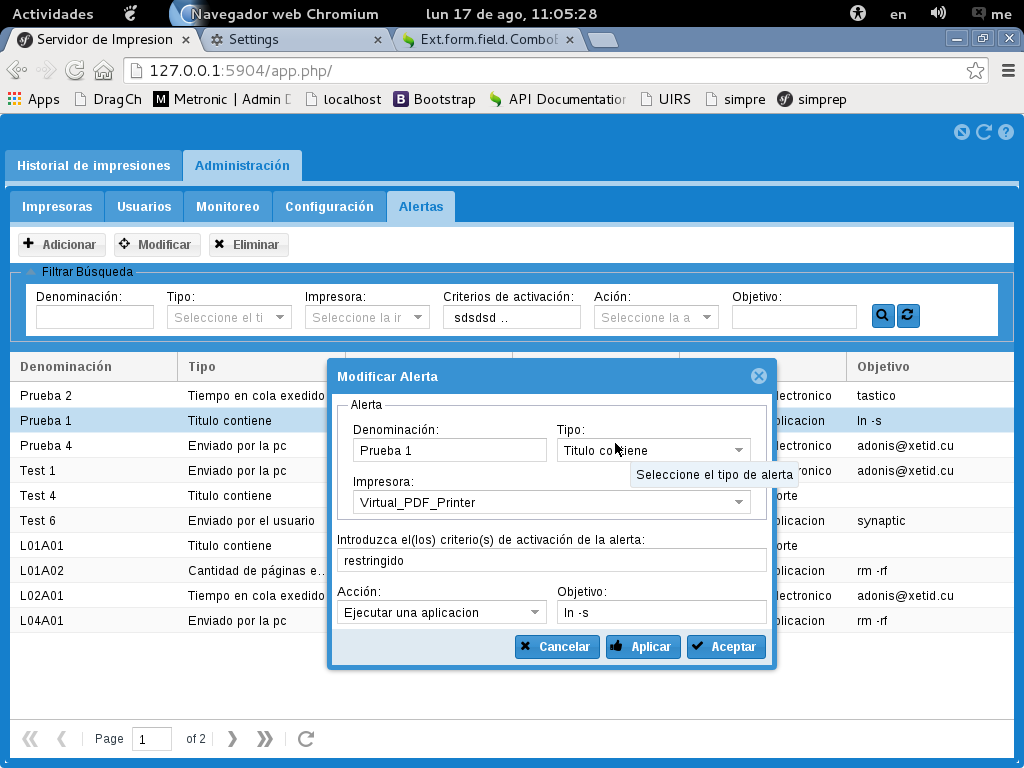 Actividades Navegador web Chromium lun 17 de ago, 11:05:28 en me
Servidor de Impresion Settings Ext.form.field.Combo
127.0.0.1:5904/app.php/
Apps DragCh Metronic | Admin localhost Bootstrap API Documentation UIRS simpre simprep
Historial de impresiones Administración
Impresoras Usuarios Monitoreo Configuración Alertas
Adicionar Modificar Eliminar
Filtrar Búsqueda
Denominación: Tipo: Impresora: Criterios de activación: Ación: Objetivo:
Seleccione el ti Seleccione la ir sdsdsd .. Seleccione la a
Denominación Tipo Objetivo
Prueba 2 Tiempo en cola exedido lectronico tastico
Prueba 1 Titulo contiene plicacion ln -s
Prueba 4 Enviado por la pc lectronico adonis@xetid.cu
Test 1 Enviado por la pc lectronico adonis@xetid.cu
Test 4 Titulo contiene orte
Test 6 Enviado por el usuario plicacion synaptic
L01A01 Titulo contiene orte
L01A02 Cantidad de páginas e.. plicacion rm -rf
L02A01 Tiempo en cola exedido lectronico adonis@xetid.cu
L04A01 Enviado por la pc plicacion rm -rf
Modificar Alerta
Alerta
Denominación: Tipo:
Prueba 1 Titulo contiene
Seleccione el tipo de alerta
Impresora:
Virtual_PDF_Printer
Introduzca el(los) criterio(s) de activación de la alerta:
restringido
Acción: Objetivo:
Ejecutar una aplicacion ln -s
Cancelar Aplicar Aceptar
Page 1 of 2